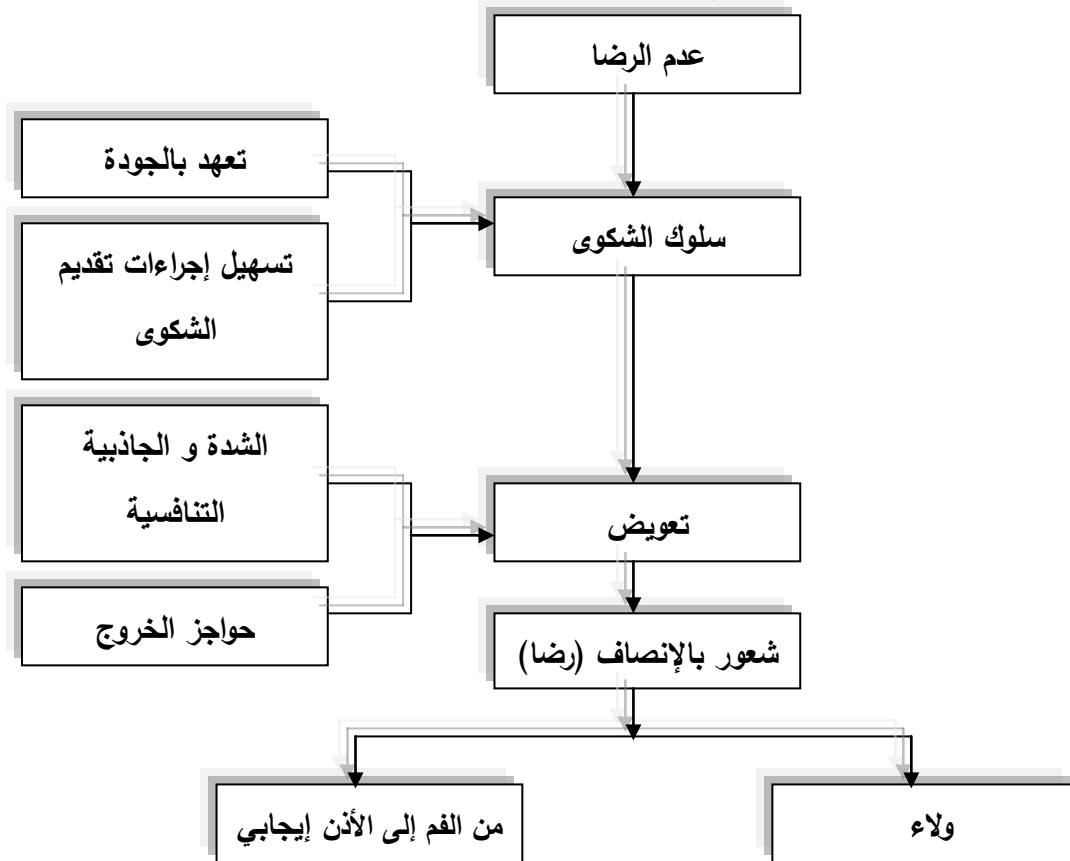 عدم الرضا
تعهد بالجودة
سلوك الشكوى
تسهيل إجراءات تقديم
الشكوى
الشدة و الجاذبية
التنافسية
تعويض
حواجز الخروج
شعور بالإنصاف (رضا)
ولاء
من الفم إلى الأذن إيجابي